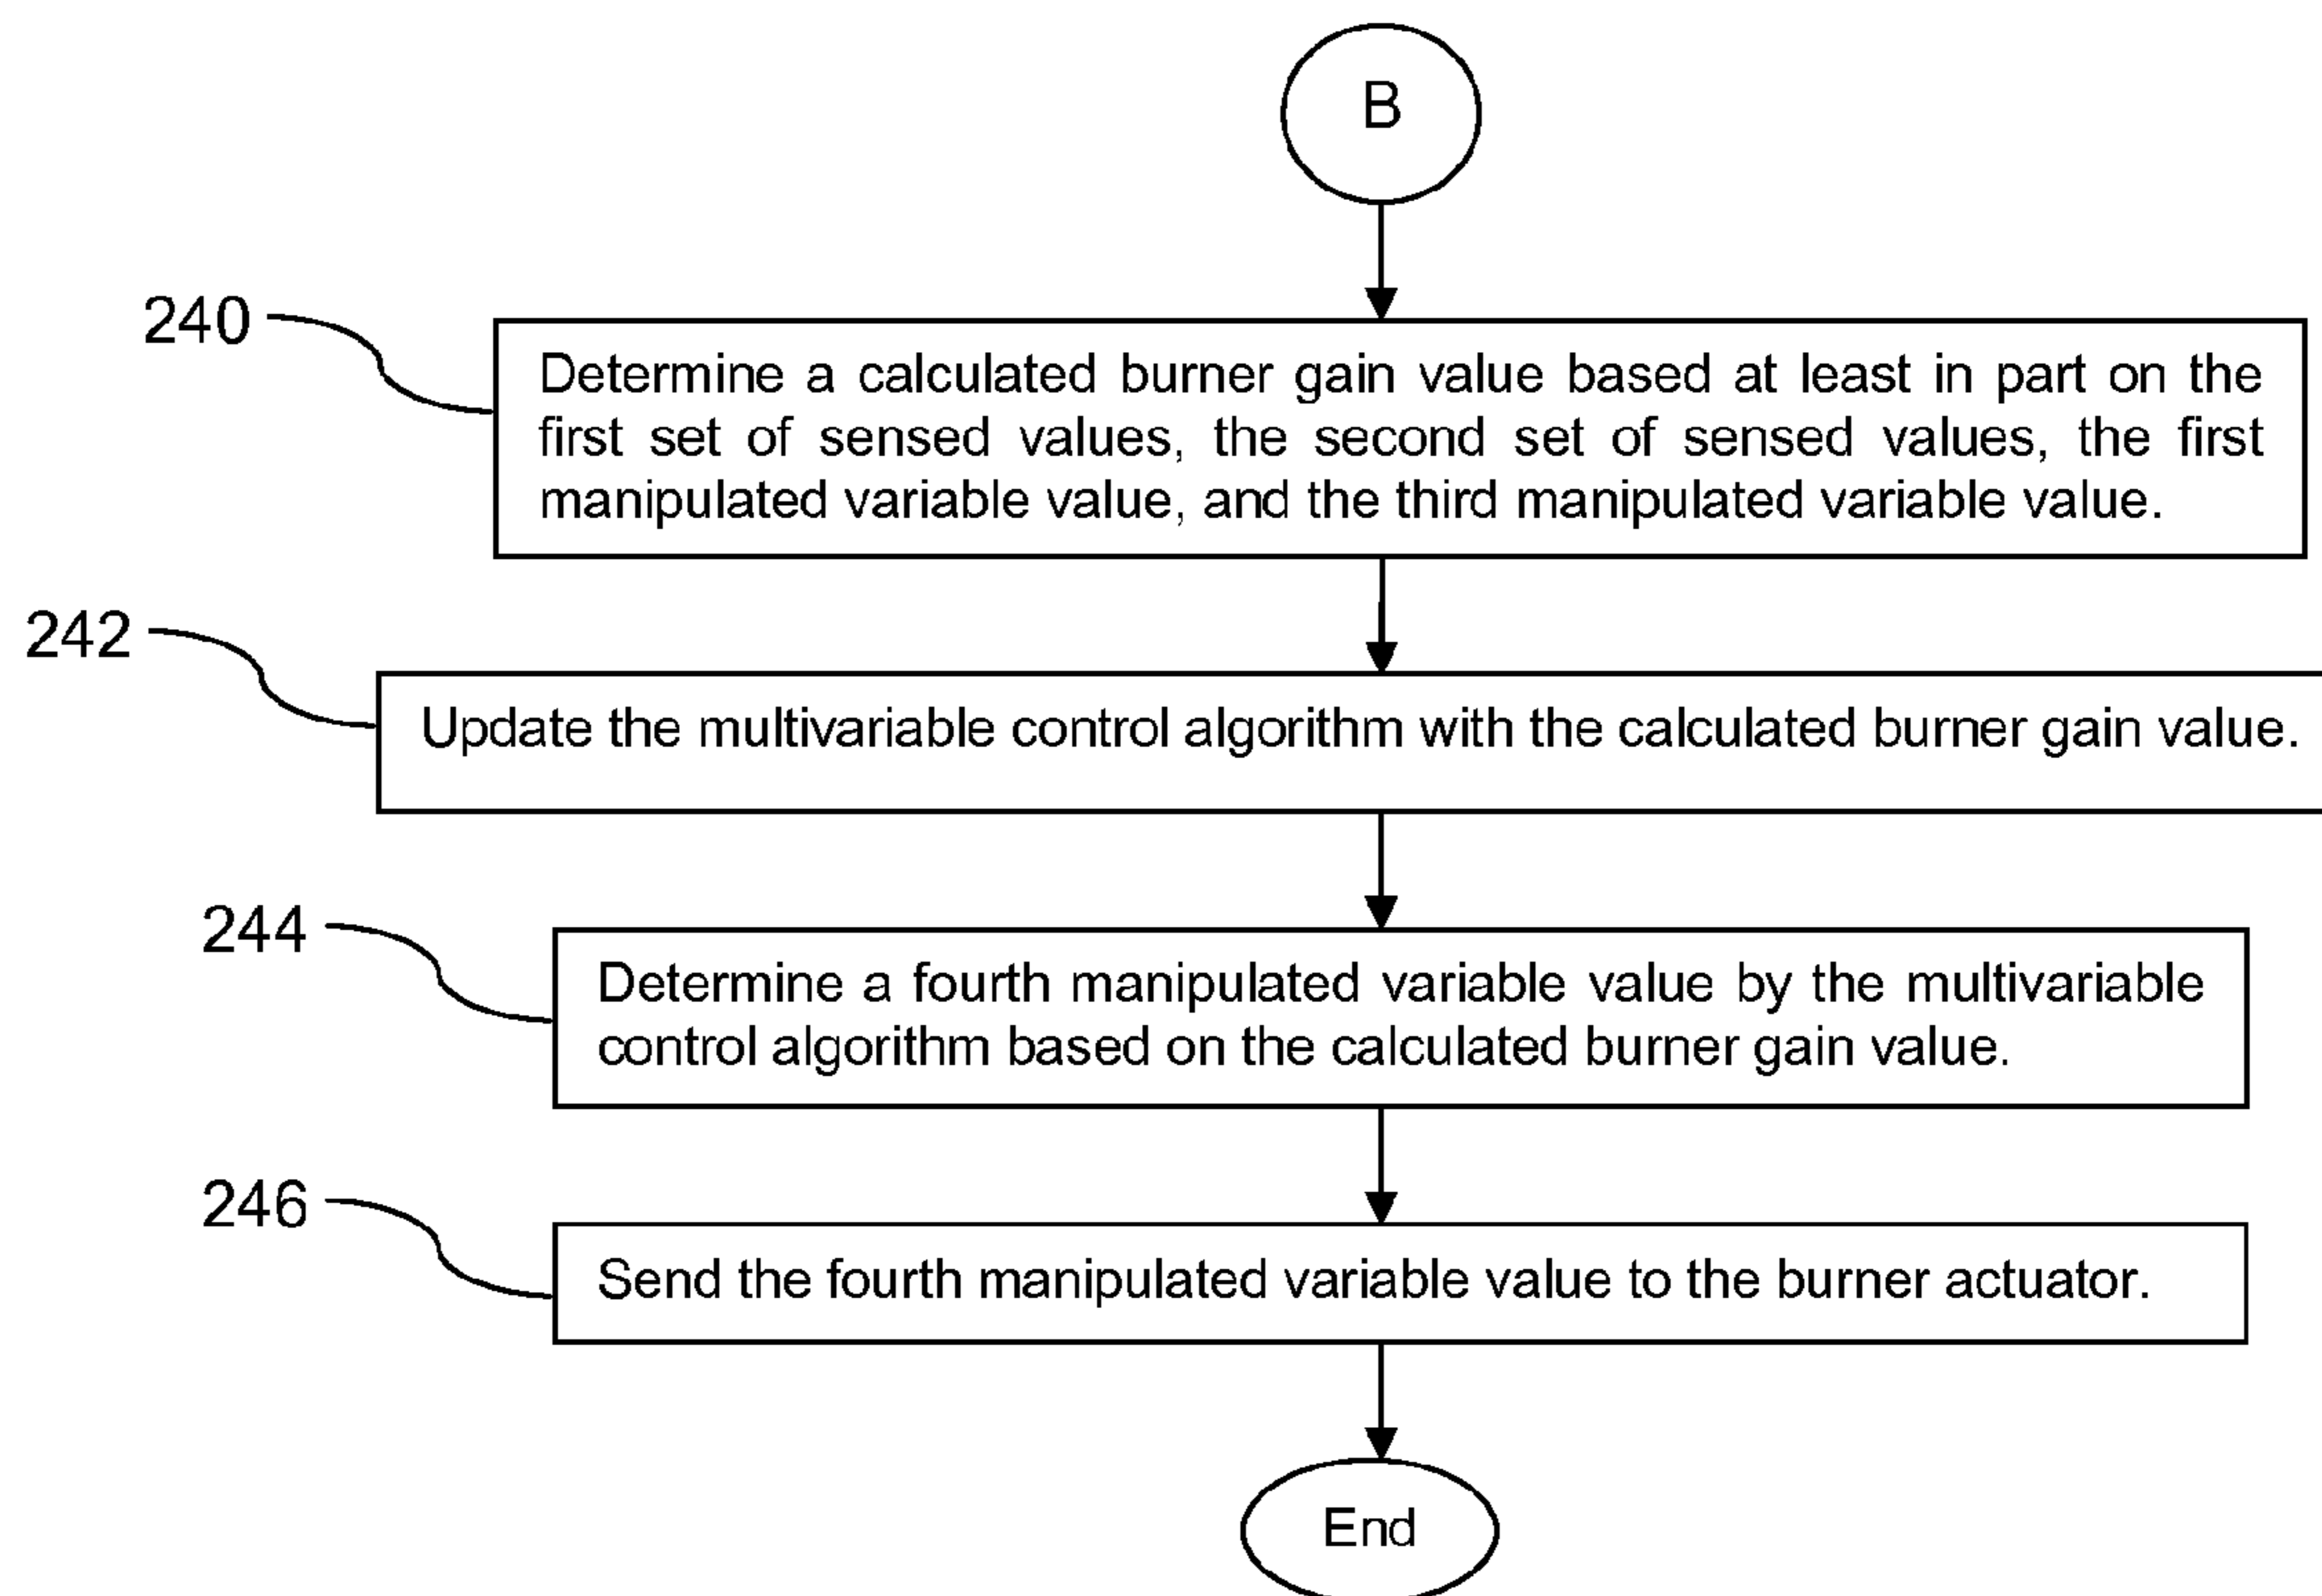 B
240
Determine a calculated burner gain value based at least in part on the
first set of sensed values, the second set of sensed values, the first
manipulated variable value, and the third manipulated variable value.
242
Update the multivariable control algorithm with the calculated burner gain value.
244
Determine a fourth manipulated variable value by the multivariable
control algorithm based on the calculated burner gain value.
246
Send the fourth manipulated variable value to the burner actuator.
End